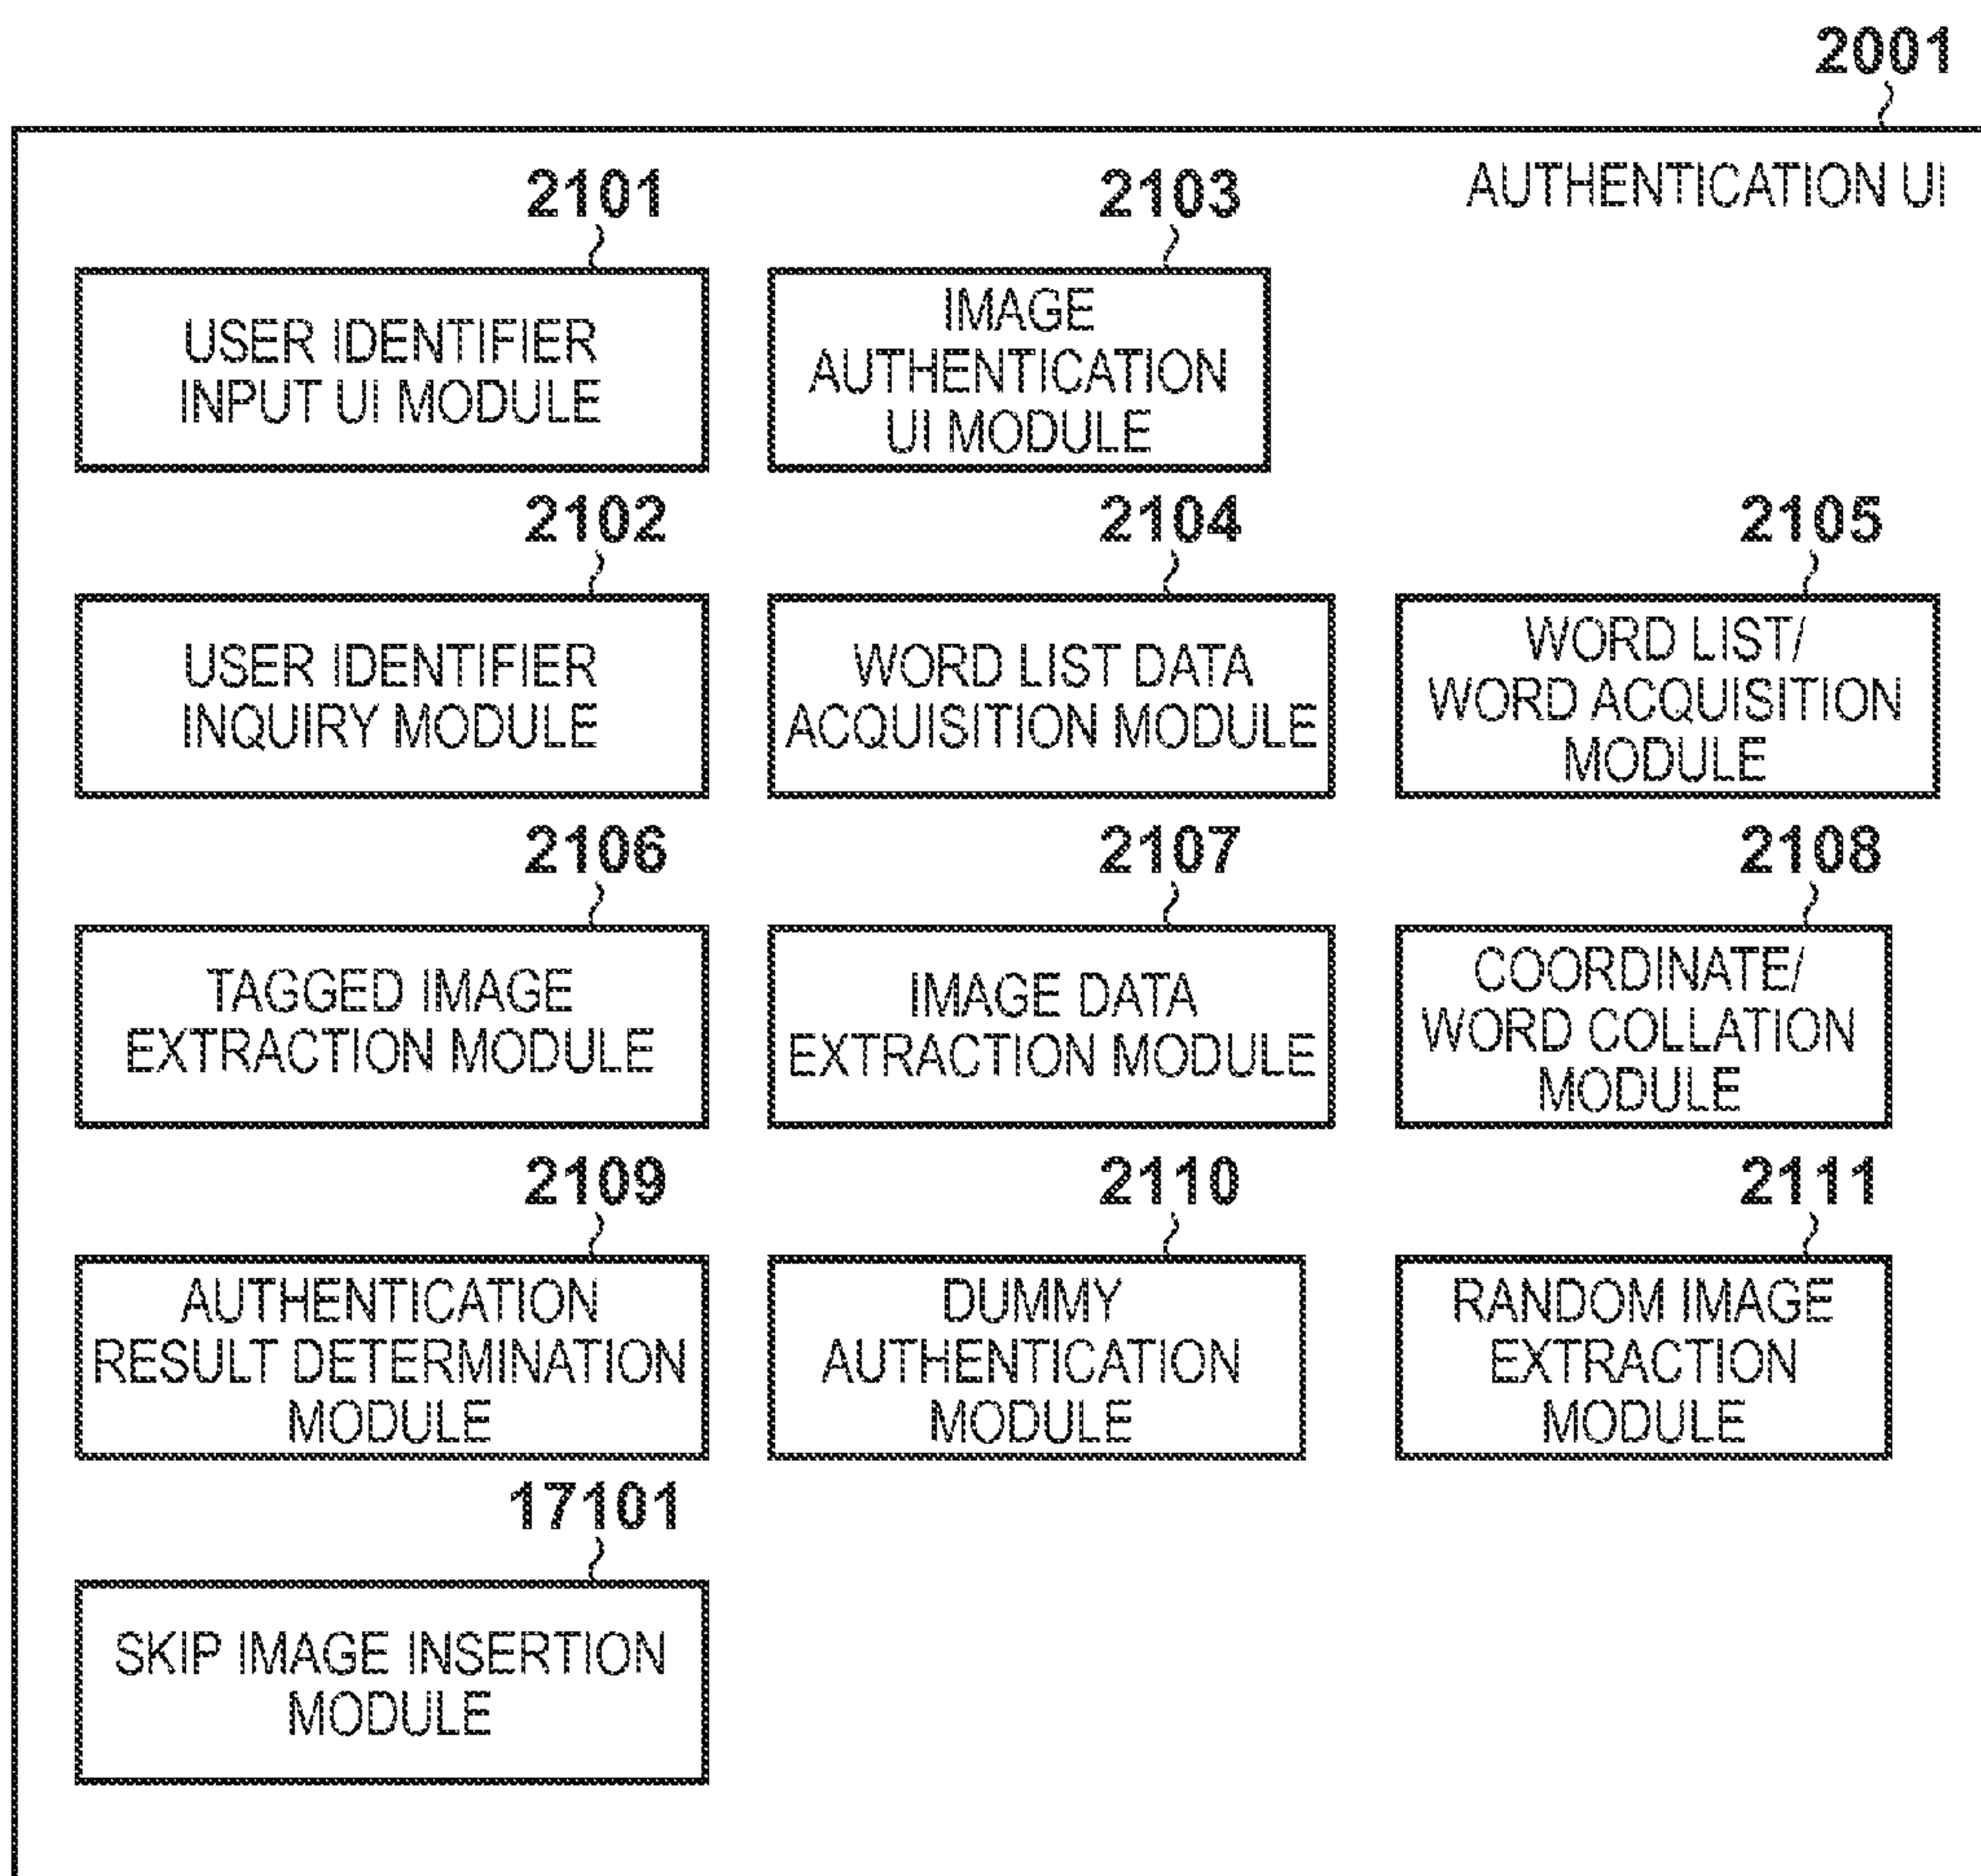 2001
AUTHENTICATION UI
2101
USER IDENTIFIER
INPUT UI MODULE
2103
IMAGE
AUTHENTICATION
UI MODULE
2102
USER IDENTIFIER
INQUIRY MODULE
2104
WORD LIST DATA
ACQUISITION MODULE
2105
WORD LIST/
WORD ACQUISITION
MODULE
2106
TAGGED IMAGE
EXTRACTION MODULE
2107
IMAGE DATA
EXTRACTION MODULE
2108
COORDINATE/
WORD COLLATION
MODULE
2109
AUTHENTICATION
RESULT DETERMINATION
MODULE
2110
DUMMY
AUTHENTICATION
MODULE
2111
RANDOM IMAGE
EXTRACTION
MODULE
17101
SKIP IMAGE INSERTION
MODULE